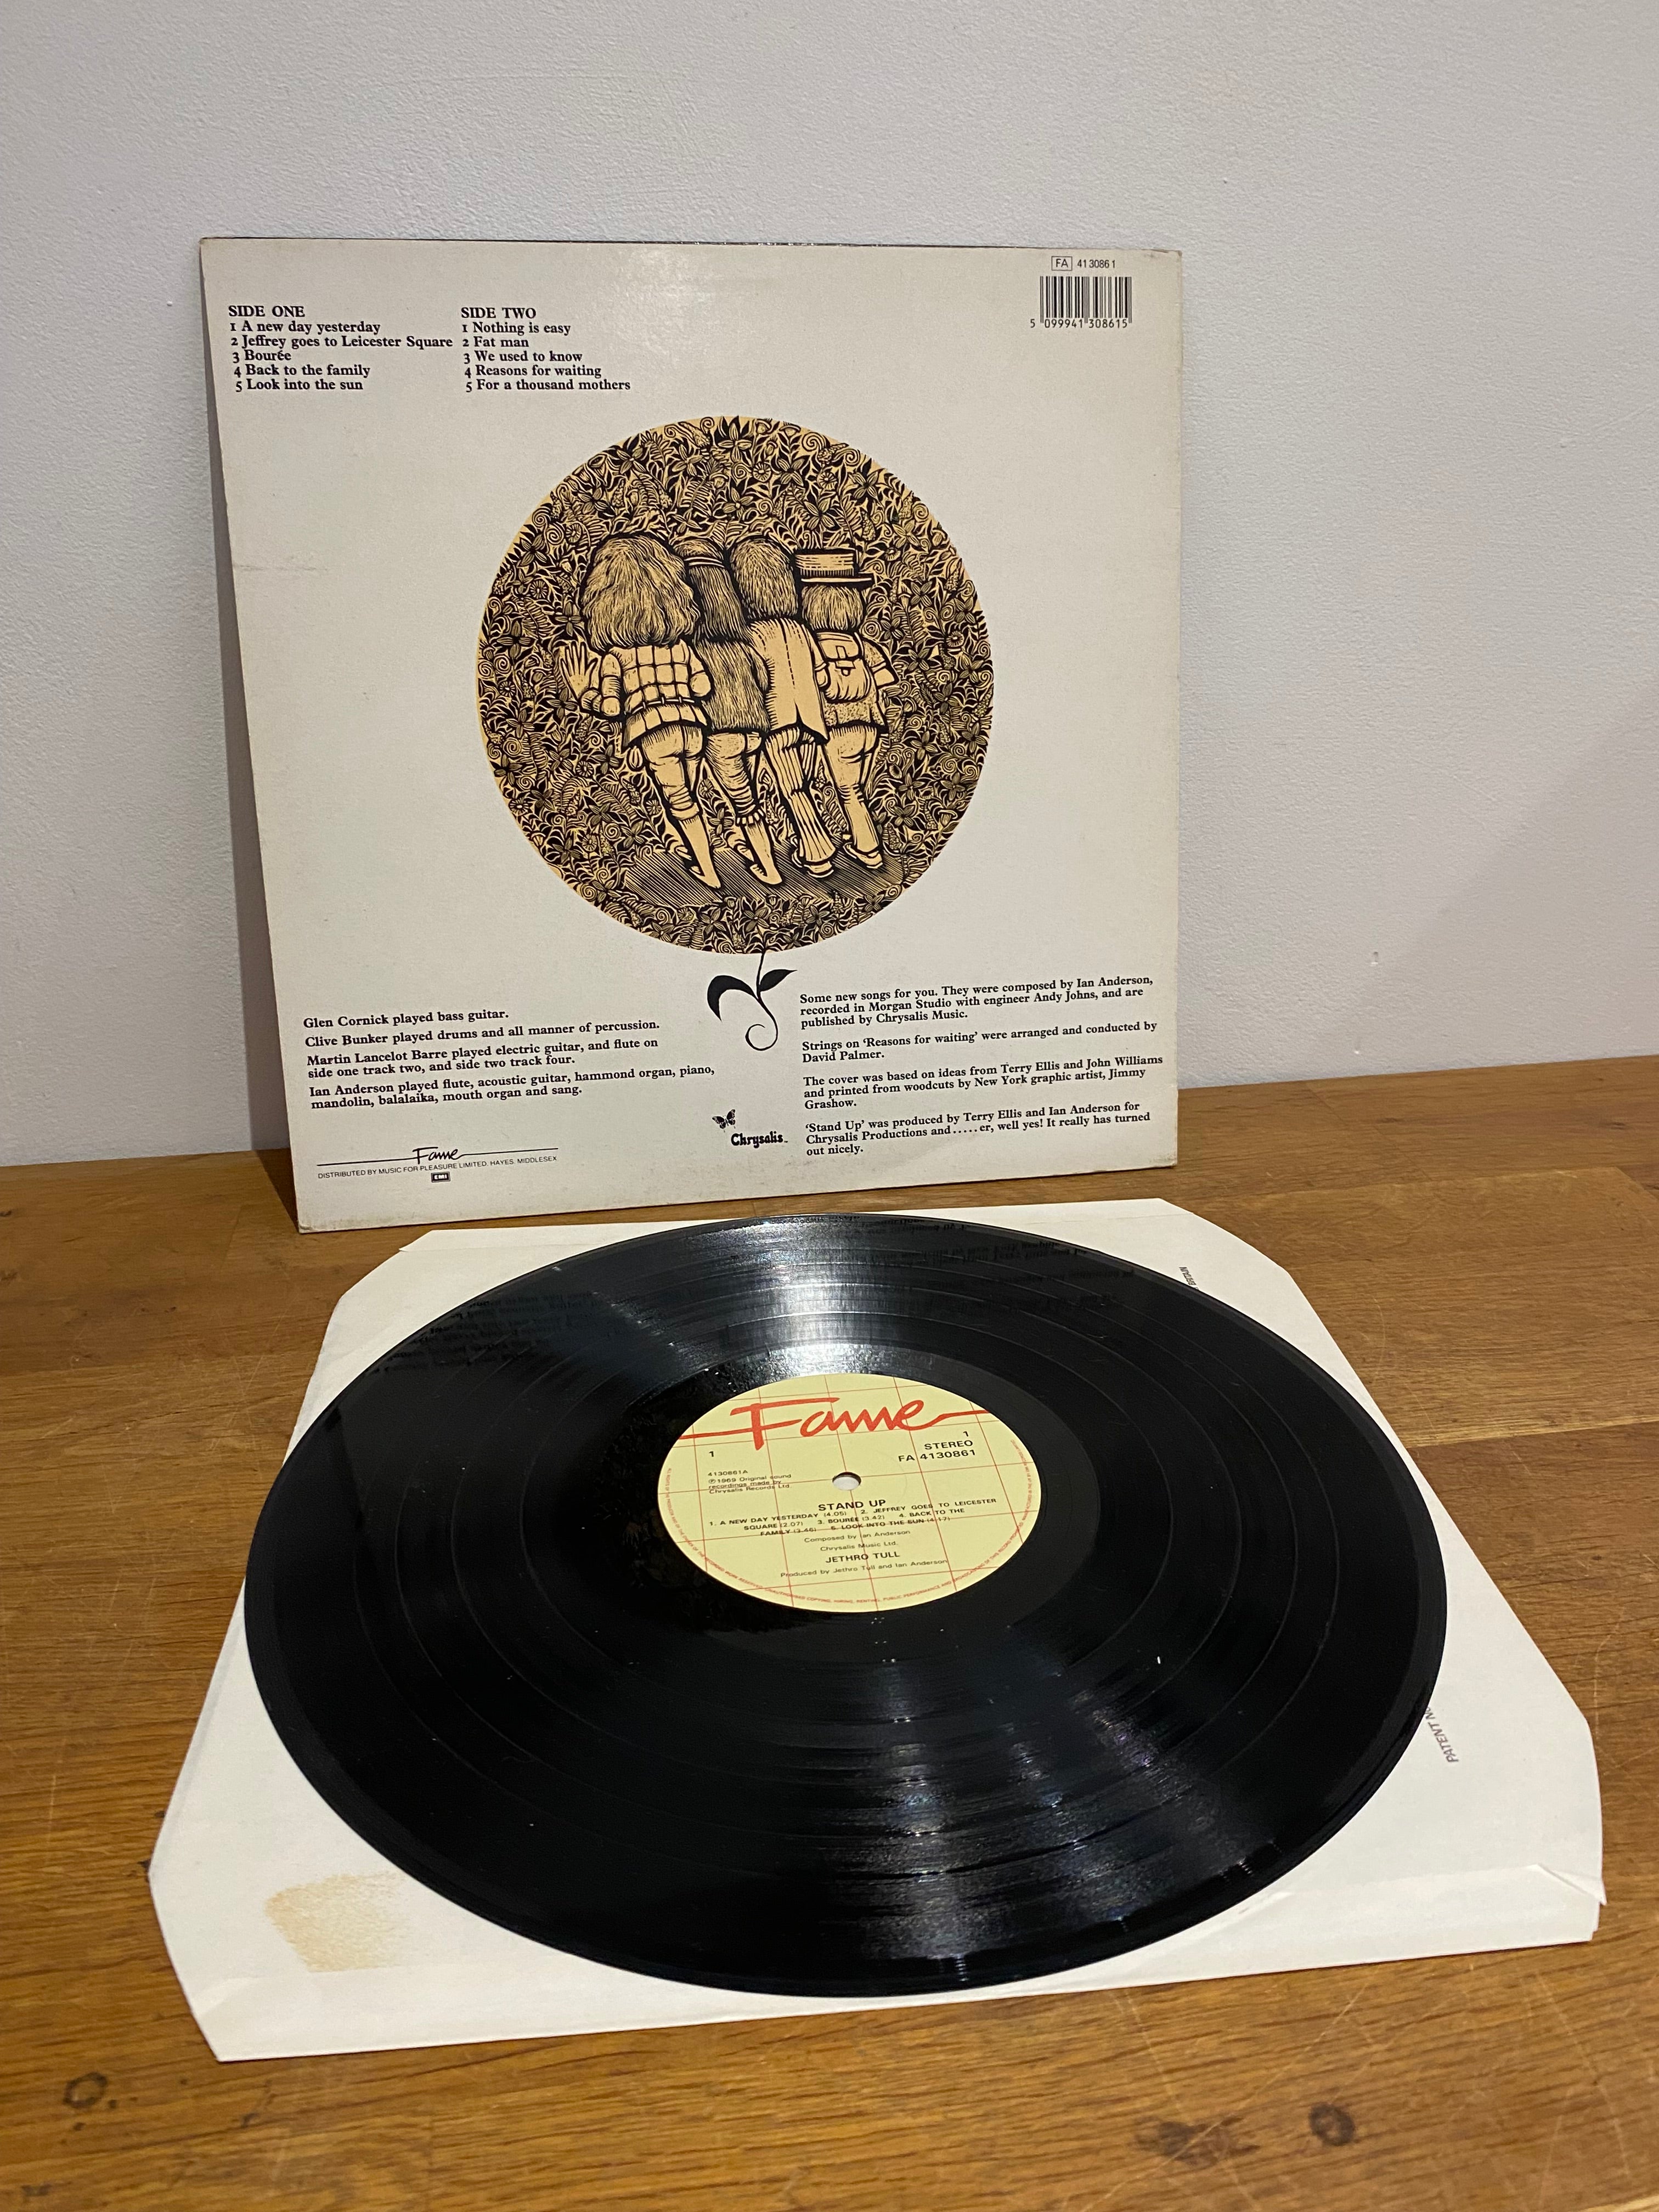 FA 41 3086 1
5 099941 308615
SIDE ONE
1 A new day yesterday
2 Jeffrey goes to Leicester Square
3 Bourée
4 Back to the family
5 Look into the sun
SIDE TWO
1 Nothing is easy
2 Fat man
3 We used to know
4 Reasons for waiting
5 For a thousand mothers
Glen Cornick played bass guitar.
Clive Bunker played drums and all manner of percussion.
Martin Lancelot Barre played electric guitar, and flute on
side one track two, and side two track four.
Ian Anderson played flute, acoustic guitar, hammond organ, piano,
mandolin, balalaika, mouth organ and sang.
Fame
DISTRIBUTED BY MUSIC FOR PLEASURE LIMITED. HAYES. MIDDLESEX.
EMI
Chrysalis
Some new songs for you. They were composed by Ian Anderson,
recorded in Morgan Studio with engineer Andy Johns, and are
published by Chrysalis Music.
Strings on ‘Reasons for waiting’ were arranged and conducted by
David Palmer.
The cover was based on ideas from Terry Ellis and John Williams
and printed from woodcuts by New York graphic artist, Jimmy
Grashow.
‘Stand Up’ was produced by Terry Ellis and Ian Anderson for
Chrysalis Productions and.....er, well yes! It really has turned
out nicely.
Fame
1
1
STEREO
FA 4130861
4130861A
℗1969 Original sound
recordings made by
Chrysalis Records Ltd.
STAND UP
1. A NEW DAY YESTERDAY (4.05) 2. JEFFREY GOES TO LEICESTER
SQUARE (2.07) 3. BOURÉE (3.42) 4. BACK TO THE
FAMILY (3.46) 5. LOOK INTO THE SUN (4.17)
Composed by Ian Anderson
Chrysalis Music Ltd.
JETHRO TULL
Produced by Jethro Tull and Ian Anderson
PATENT